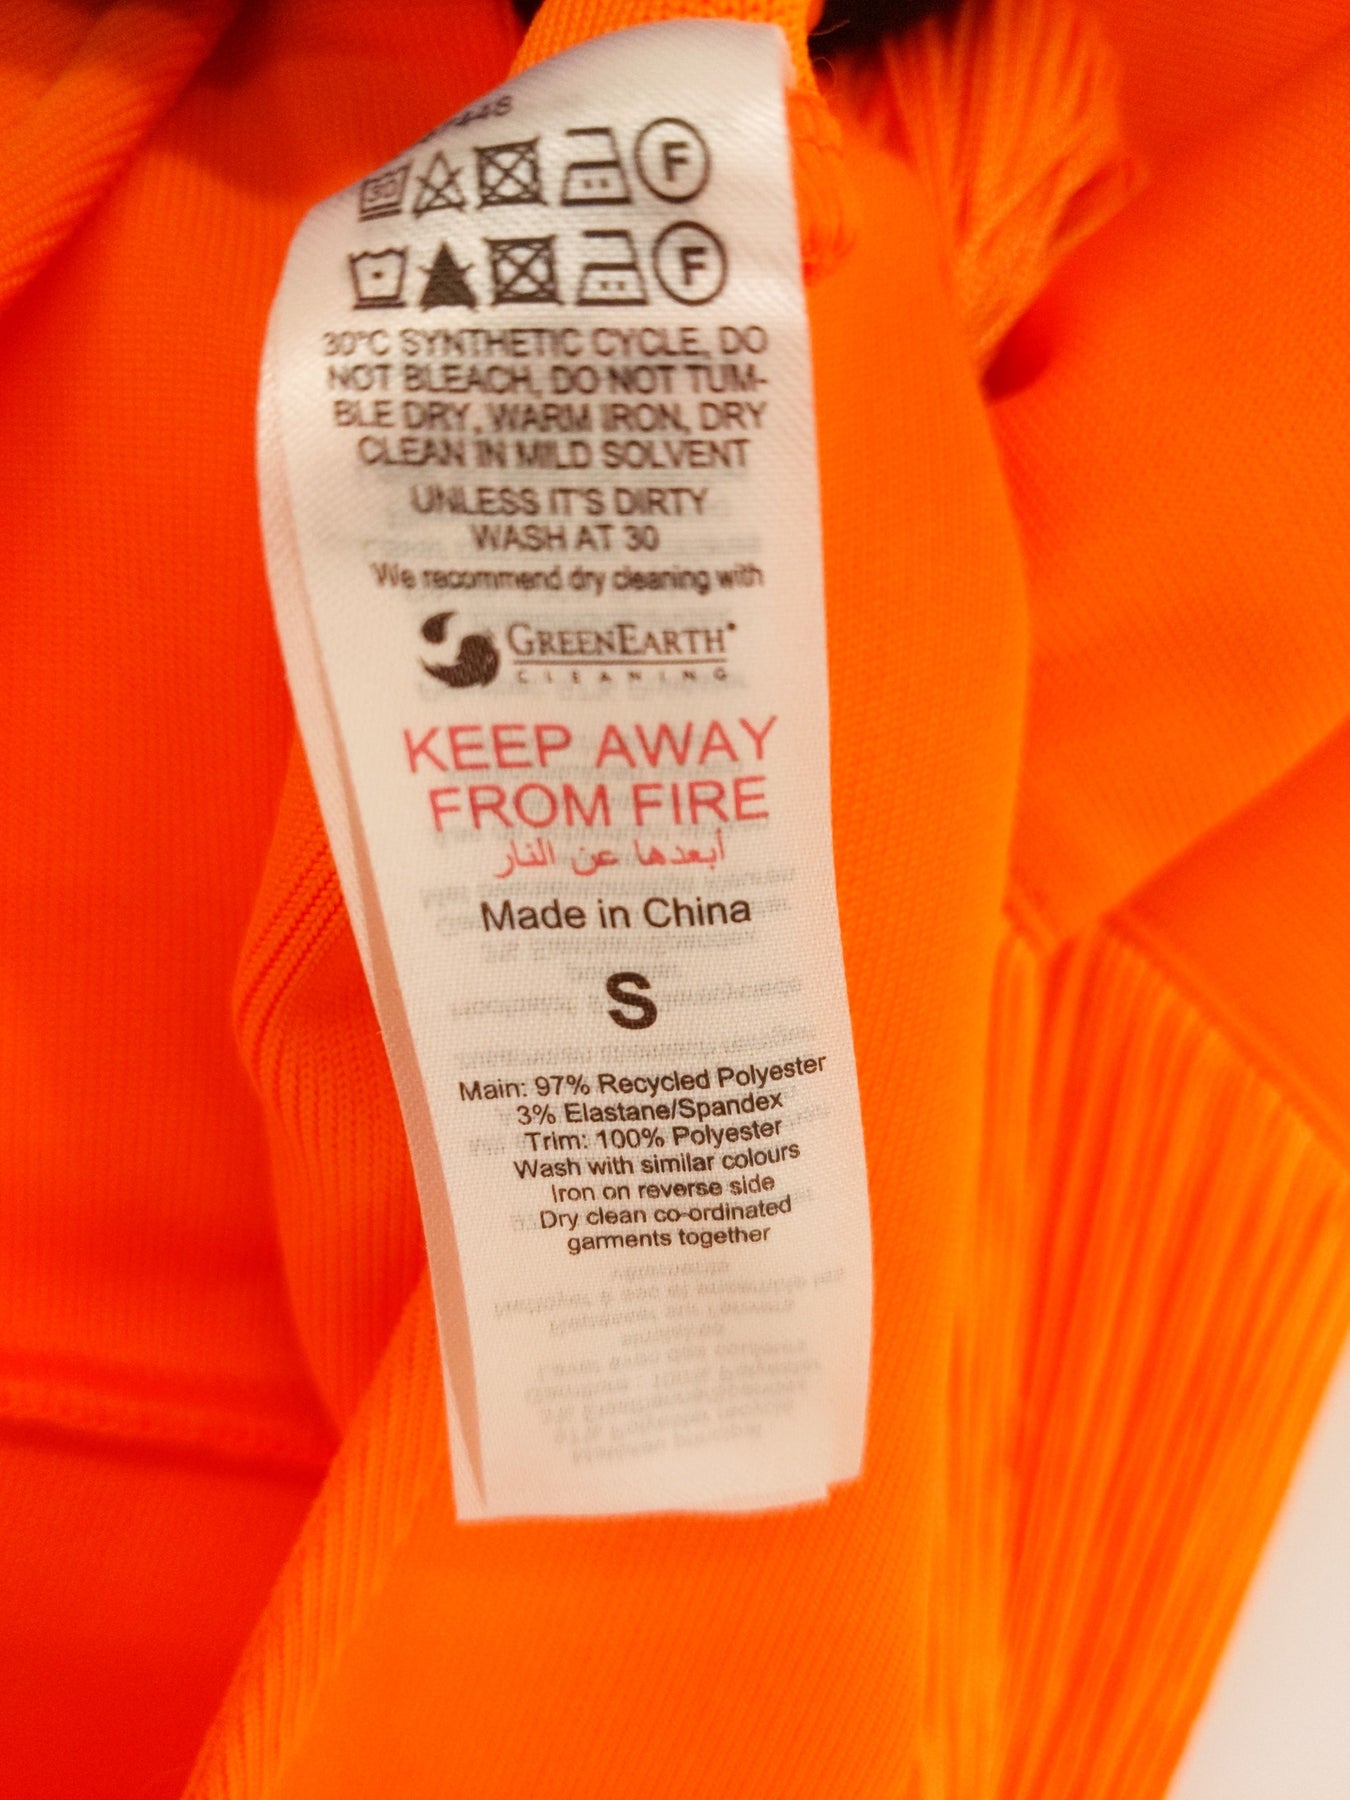 F
F
30°C SYNTHETIC CYCLE, DO
NOT BLEACH, DO NOT TUM-
BLE DRY, WARM IRON, DRY
CLEAN IN MILD SOLVENT
UNLESS IT'S DIRTY
WASH AT 30
We recommend dry cleaning with
GREENEARTH
CLEANING
KEEP AWAY
FROM FIRE
أبعدها عن النار
Made in China
S
Main: 97% Recycled Polyester
3% Elastane/Spandex
Trim: 100% Polyester
Wash with similar colours
Iron on reverse side
Dry clean co-ordinated
garments together